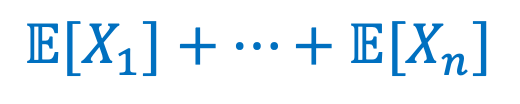 𝔼[X₁] + ⋯ + 𝔼[Xₙ]